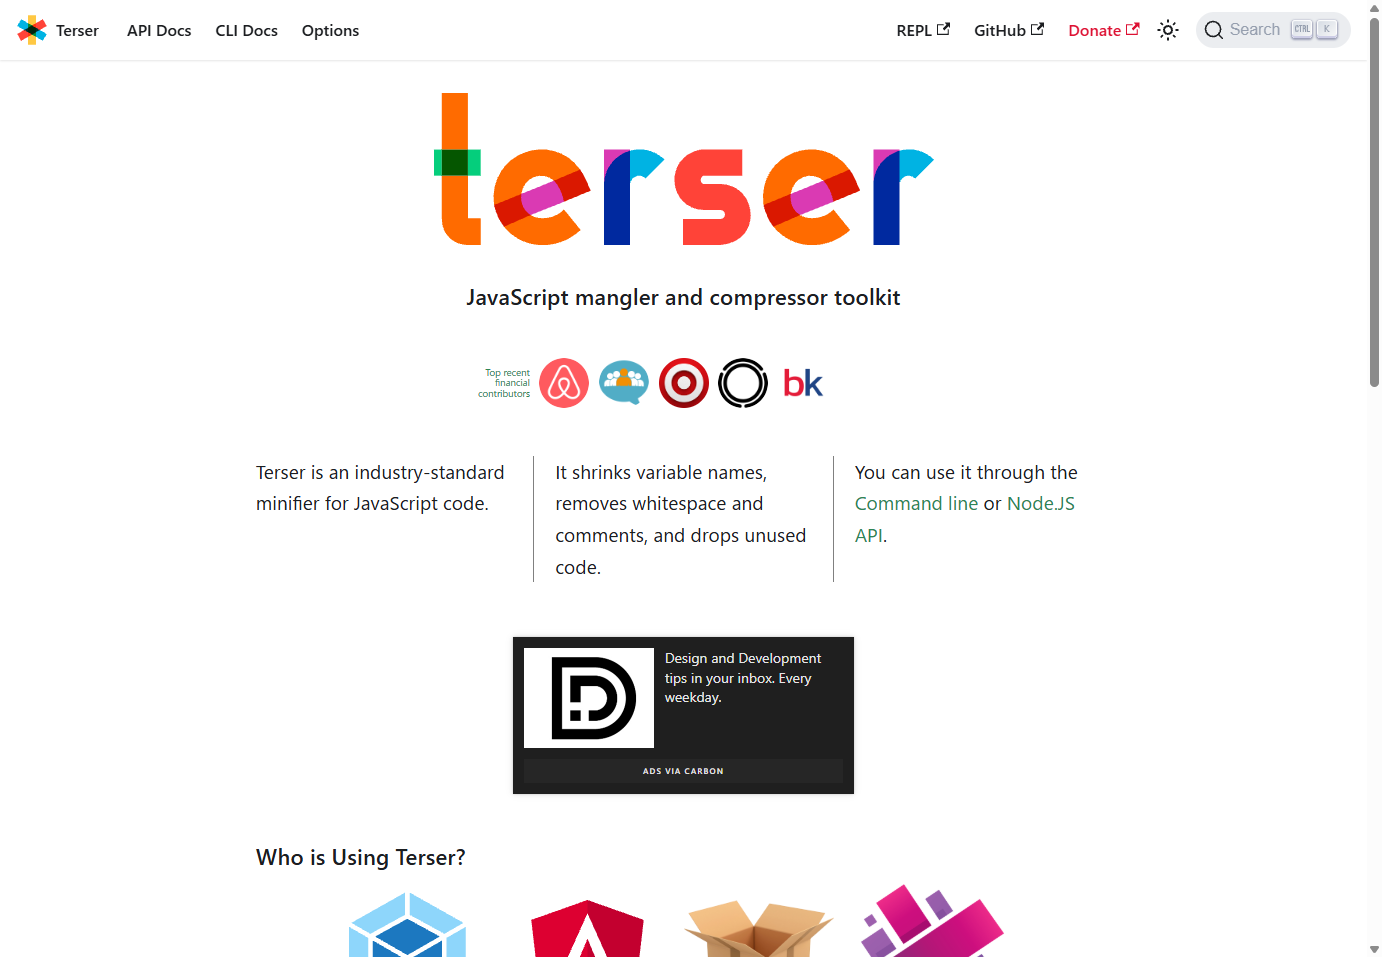 Terser API Docs CLI Docs Options REPL GitHub Donate Search CTRL K
terser
JavaScript mangler and compressor toolkit
Top recent
financial
contributors
bk
Terser is an industry-standard
minifier for JavaScript code.
It shrinks variable names,
removes whitespace and
comments, and drops unused
code.
You can use it through the
Command line or Node.JS
API.
Design and Development
tips in your inbox. Every
weekday.
ADS VIA CARBON
Who is Using Terser?